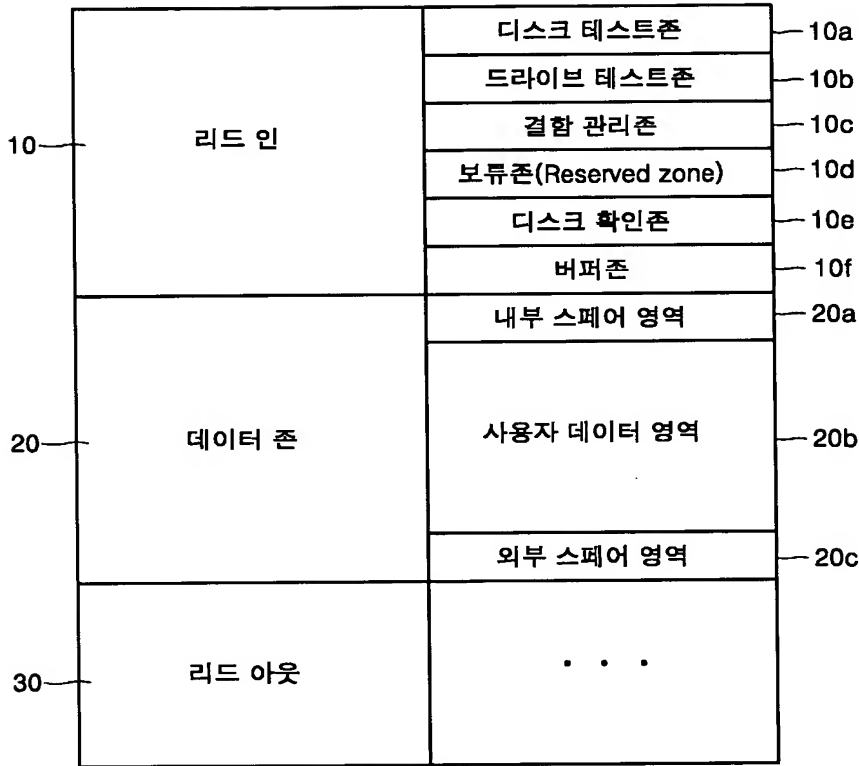 디스크 테스트존 10a
드라이브 테스트존 10b
10 리드 인 결함 관리존 10c
보류존(Reserved zone) 10d
디스크 확인존 10e
버퍼존 10f
내부 스페어 영역 20a
20 데이터 존 사용자 데이터 영역 20b
외부 스페어 영역 20c
30 리드 아웃 . . .